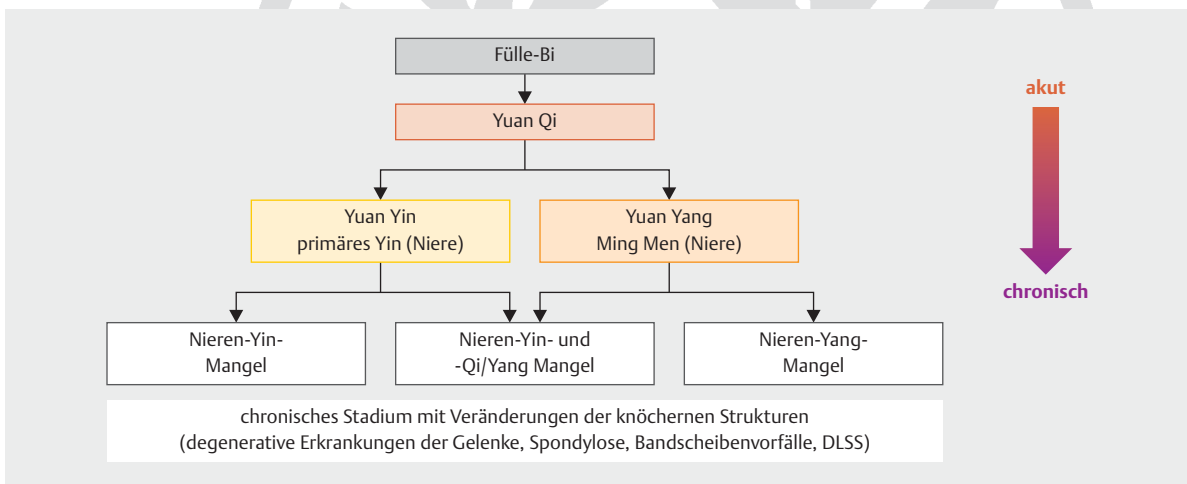 Fülle-Bi
Yuan Qi
akut
Yuan Yin
primäres Yin (Niere)
Yuan Yang
Ming Men (Niere)
chronisch
Nieren-Yin-
Mangel
Nieren-Yin- und
-Qi/Yang Mangel
Nieren-Yang-
Mangel
chronisches Stadium mit Veränderungen der knöchernen Strukturen
(degenerative Erkrankungen der Gelenke, Spondylose, Bandscheibenvorfälle, DLSS)